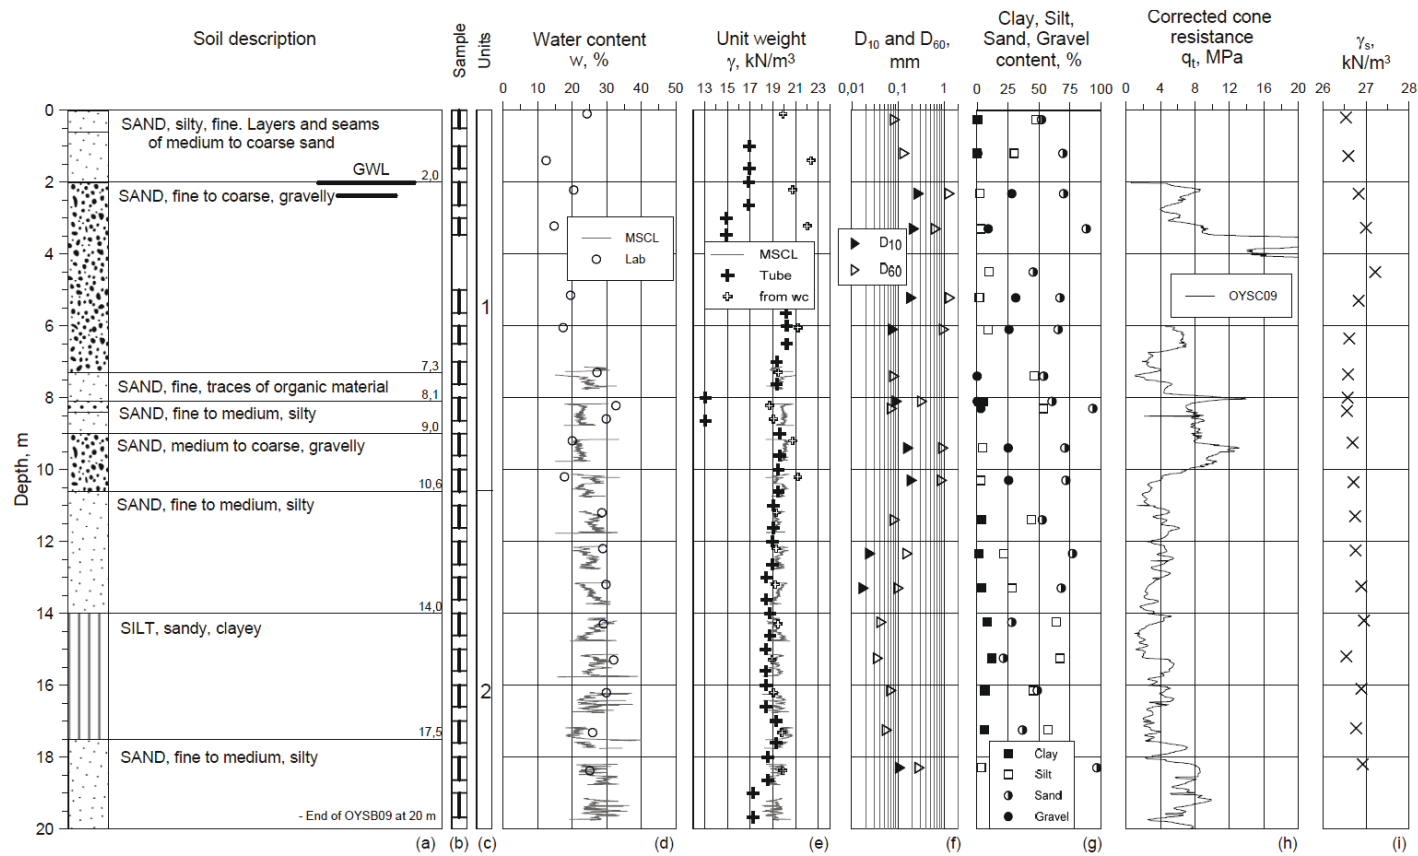 Soil description
Sample
Units
Water content
w, %
Unit weight
γ, kN/m³
D10 and D60,
mm
Clay, Silt,
Sand, Gravel
content, %
Corrected cone
resistance
qt, MPa
γs,
kN/m³
0 10 20 30 40 50
13 15 17 19 21 23
0,01 0,1 1
0 25 50 75 100
0 4 8 12 16 20
26 27 28
Depth, m
0
2
4
6
8
10
12
14
16
18
20
SAND, silty, fine. Layers and seams
of medium to coarse sand
GWL
2,0
SAND, fine to coarse, gravelly
7,3
SAND, fine, traces of organic material
8,1
SAND, fine to medium, silty
9,0
SAND, medium to coarse, gravelly
10,6
SAND, fine to medium, silty
14,0
SILT, sandy, clayey
17,5
SAND, fine to medium, silty
- End of OYSB09 at 20 m
1
2
MSCL
Lab
MSCL
Tube
from wc
D10
D60
OYSC09
Clay
Silt
Sand
Gravel
(a) (b) (c) (d) (e) (f) (g) (h) (i)